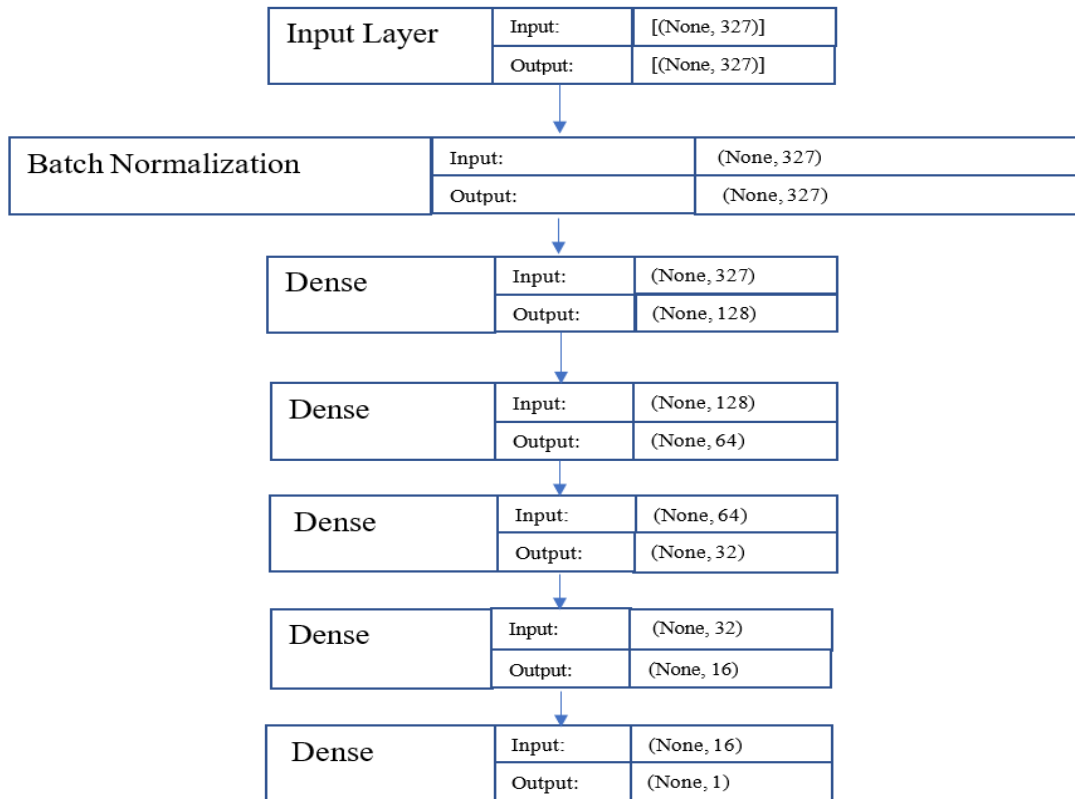 Input Layer
Input:
[(None, 327)]
Output:
[(None, 327)]
Batch Normalization
Input:
(None, 327)
Output:
(None, 327)
Dense
Input:
(None, 327)
Output:
(None, 128)
Dense
Input:
(None, 128)
Output:
(None, 64)
Dense
Input:
(None, 64)
Output:
(None, 32)
Dense
Input:
(None, 32)
Output:
(None, 16)
Dense
Input:
(None, 16)
Output:
(None, 1)